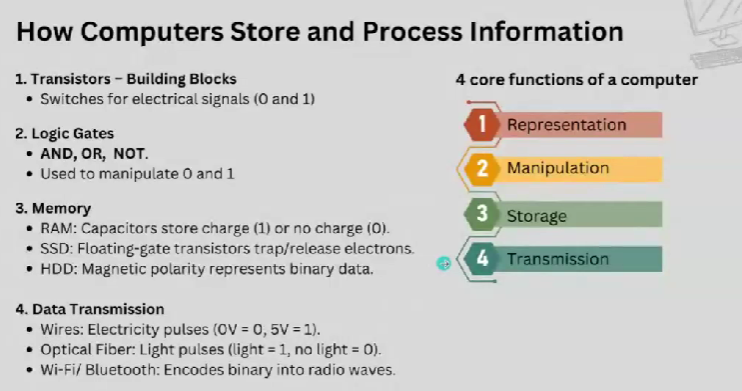 How Computers Store and Process Information
1. Transistors – Building Blocks
• Switches for electrical signals (0 and 1)
2. Logic Gates
• AND, OR, NOT.
• Used to manipulate 0 and 1
3. Memory
• RAM: Capacitors store charge (1) or no charge (0).
• SSD: Floating-gate transistors trap/release electrons.
• HDD: Magnetic polarity represents binary data.
4. Data Transmission
• Wires: Electricity pulses (0V = 0, 5V = 1).
• Optical Fiber: Light pulses (light = 1, no light = 0).
• Wi-Fi/ Bluetooth: Encodes binary into radio waves.
4 core functions of a computer
1 Representation
2 Manipulation
3 Storage
4 Transmission